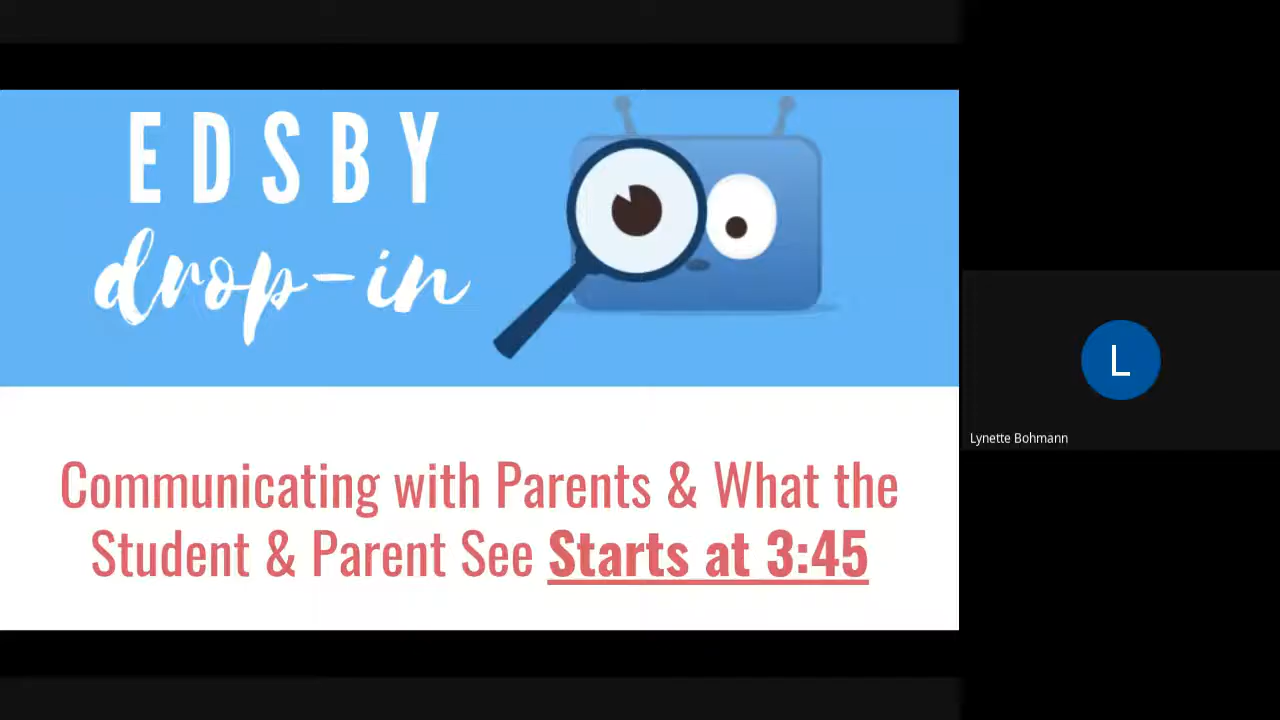 EDSBY
drop-in
Communicating with Parents & What the
Student & Parent See Starts at 3:45
L
Lynette Bohmann